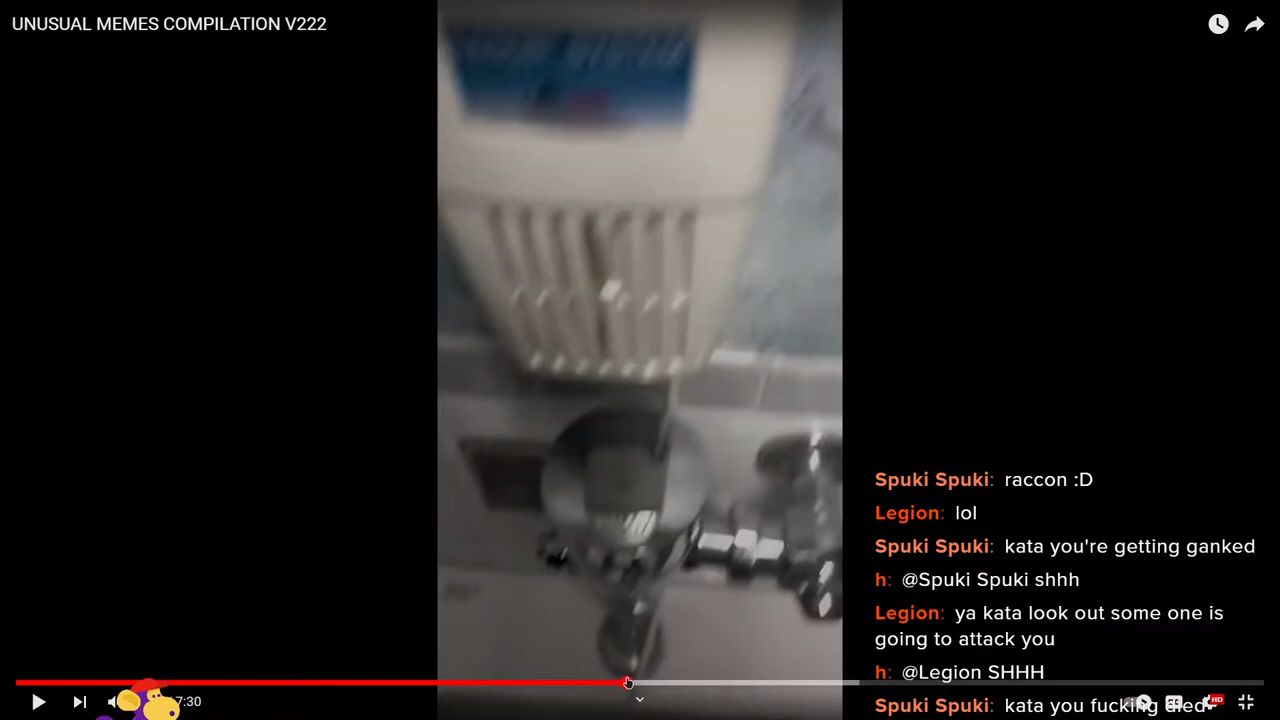 UNUSUAL MEMES COMPILATION V222
Spuki Spuki: raccon :D
Legion: lol
Spuki Spuki: kata you're getting ganked
h: @Spuki Spuki shhh
Legion: ya kata look out some one is
going to attack you
h: @Legion SHHH
Spuki Spuki: kata you fucking died
7:30
HD